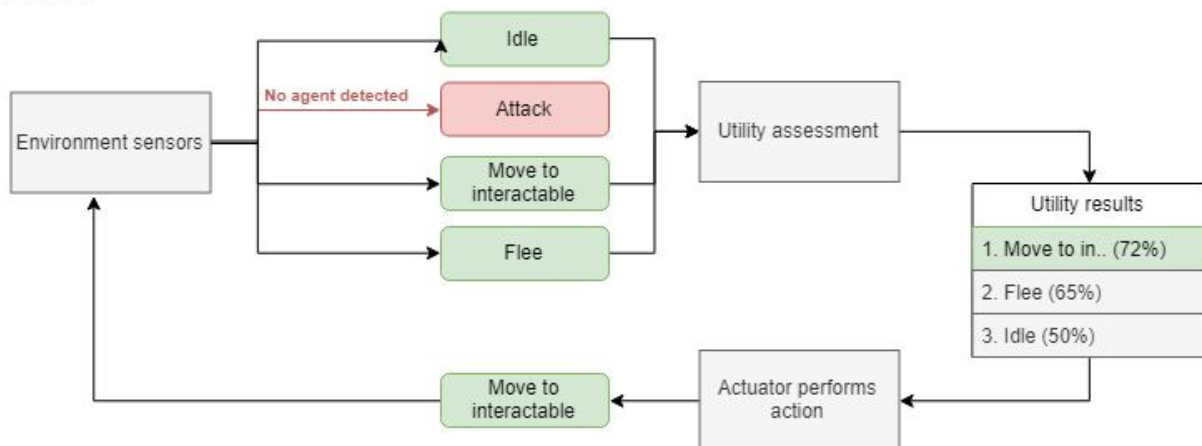 Idle
No agent detected
Attack
Environment sensors
Utility assessment
Move to
interactable
Flee
Utility results
1. Move to in.. (72%)
2. Flee (65%)
3. Idle (50%)
Actuator performs
action
Move to
interactable